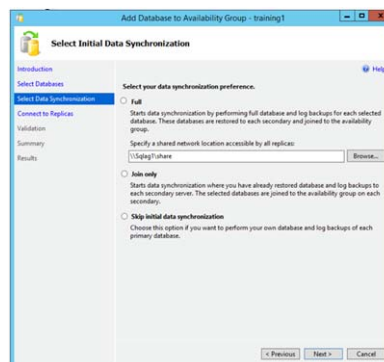 Add Database to Availability Group - training1
Select Initial Data Synchronization
Introduction
Select Databases
Select Data Synchronization
Connect to Replicas
Validation
Summary
Results
Help
Select your data synchronization preference.
Full
Starts data synchronization by performing full database and log backups for each selected
database. These databases are restored to each secondary and joined to the availability
group.
Specify a shared network location accessible by all replicas:
\\Sqlag1\share
Browse...
Join only
Starts data synchronization where you have already restored database and log backups to
each secondary server. The selected databases are joined to the availability group on each
secondary.
Skip initial data synchronization
Choose this option if you want to perform your own database and log backups of each
primary database.
< Previous
Next >
Cancel